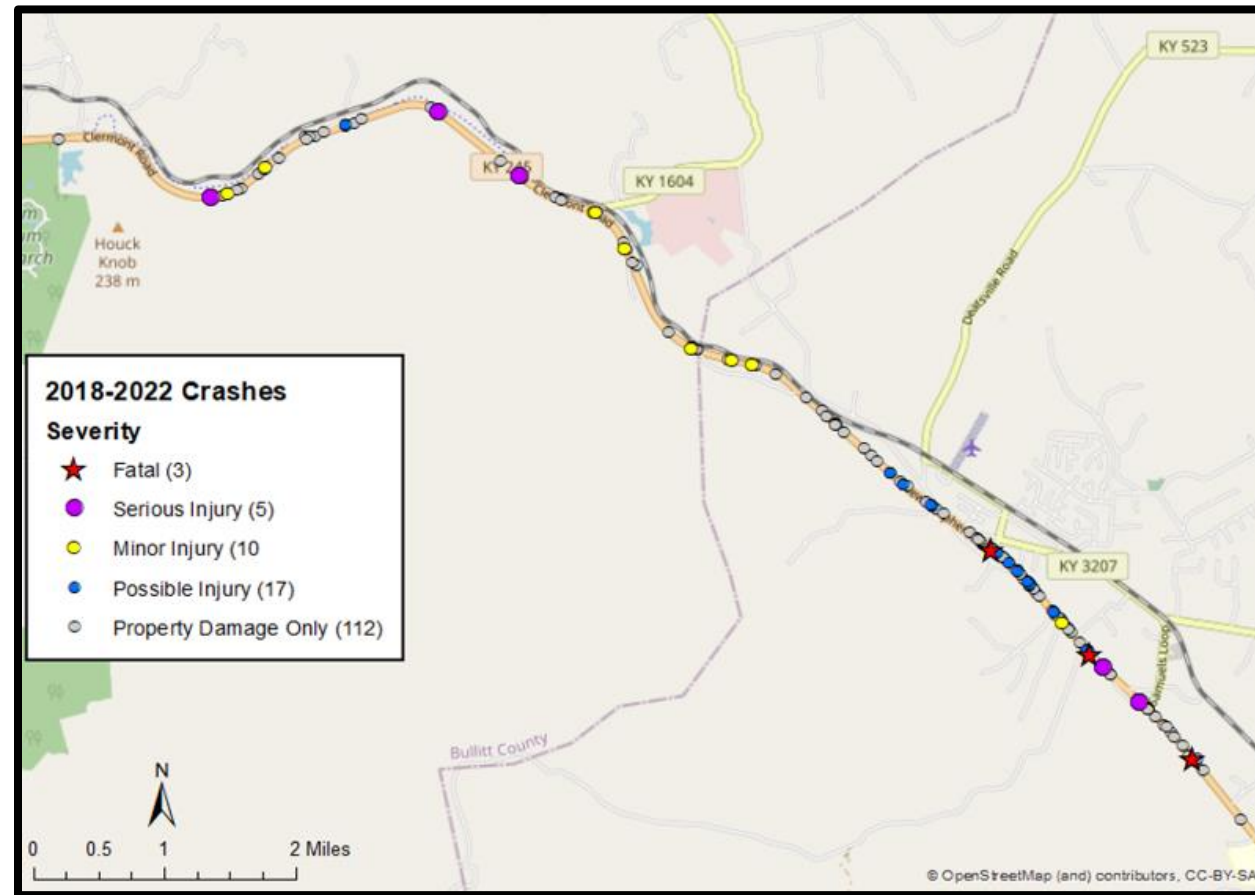 KY 523
Clermont Road
KY 245
KY 1604
Clermont Road
Houck
Knob
238 m
Deatsville Road
2018-2022 Crashes
Severity
Fatal (3)
Serious Injury (5)
Minor Injury (10
Possible Injury (17)
Property Damage Only (112)
KY 3207
Samuels Loop
Bullitt County
N
0 0.5 1 2 Miles
© OpenStreetMap (and) contributors, CC-BY-SA